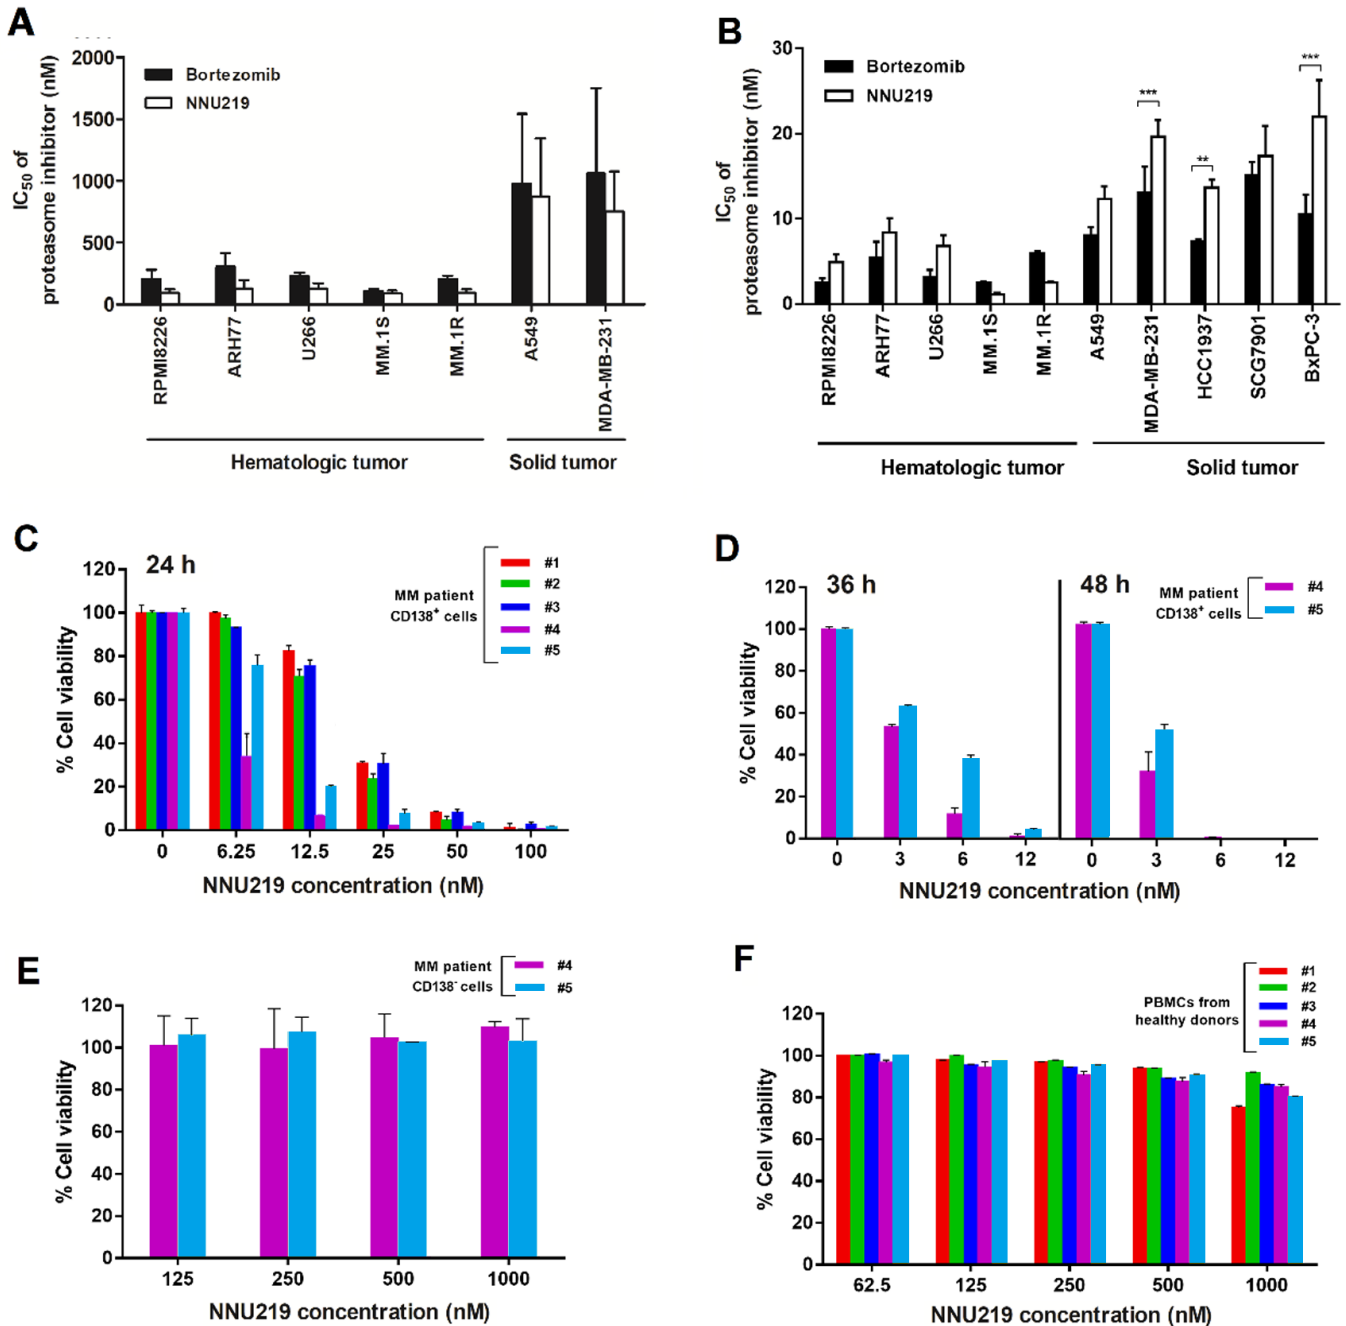 A
IC50 of
proteasome inhibitor (nM)
2000
1500
1000
500
0
Bortezomib
NNU219
RPMI8226
ARH77
U266
MM.1S
MM.1R
A549
MDA-MB-231
Hematologic tumor
Solid tumor
B
IC50 of
proteasome inhibitor (nM)
30
20
10
0
Bortezomib
NNU219
***
**
***
RPMI8226
ARH77
U266
MM.1S
MM.1R
A549
MDA-MB-231
HCC1937
SCG7901
BxPC-3
Hematologic tumor
Solid tumor
C
24 h
% Cell viability
120
100
80
60
40
20
0
MM patient
CD138+ cells
#1
#2
#3
#4
#5
0 6.25 12.5 25 50 100
NNU219 concentration (nM)
D
36 h
48 h
% Cell viability
120
100
80
60
40
20
0
MM patient
CD138+ cells
#4
#5
0 3 6 12 0 3 6 12
NNU219 concentration (nM)
E
% Cell viability
120
100
80
60
40
20
0
MM patient
CD138- cells
#4
#5
125 250 500 1000
NNU219 concentration (nM)
F
% Cell viability
120
100
80
60
40
20
0
PBMCs from
healthy donors
#1
#2
#3
#4
#5
62.5 125 250 500 1000
NNU219 concentration (nM)